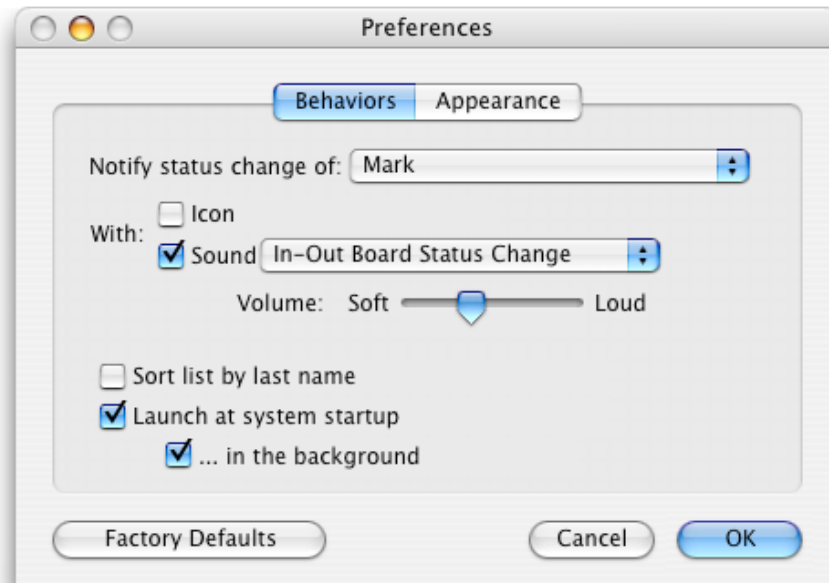 Preferences
Behaviors Appearance
Notify status change of: Mark
Icon
With:
Sound In-Out Board Status Change
Volume: Soft Loud
Sort list by last name
Launch at system startup
... in the background
Factory Defaults Cancel OK